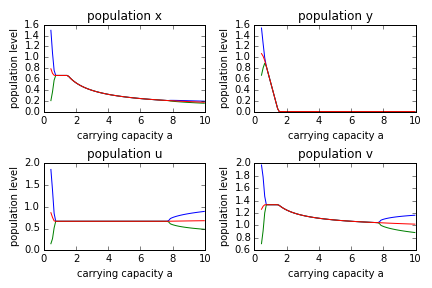 population x
population level
1.6
1.4
1.2
1.0
0.8
0.6
0.4
0.2
0.0
0 2 4 6 8 10
carrying capacity a
population y
population level
1.6
1.4
1.2
1.0
0.8
0.6
0.4
0.2
0.0
0 2 4 6 8 10
carrying capacity a
population u
population level
2.0
1.5
1.0
0.5
0.0
0 2 4 6 8 10
carrying capacity a
population v
population level
2.0
1.8
1.6
1.4
1.2
1.0
0.8
0.6
0 2 4 6 8 10
carrying capacity a